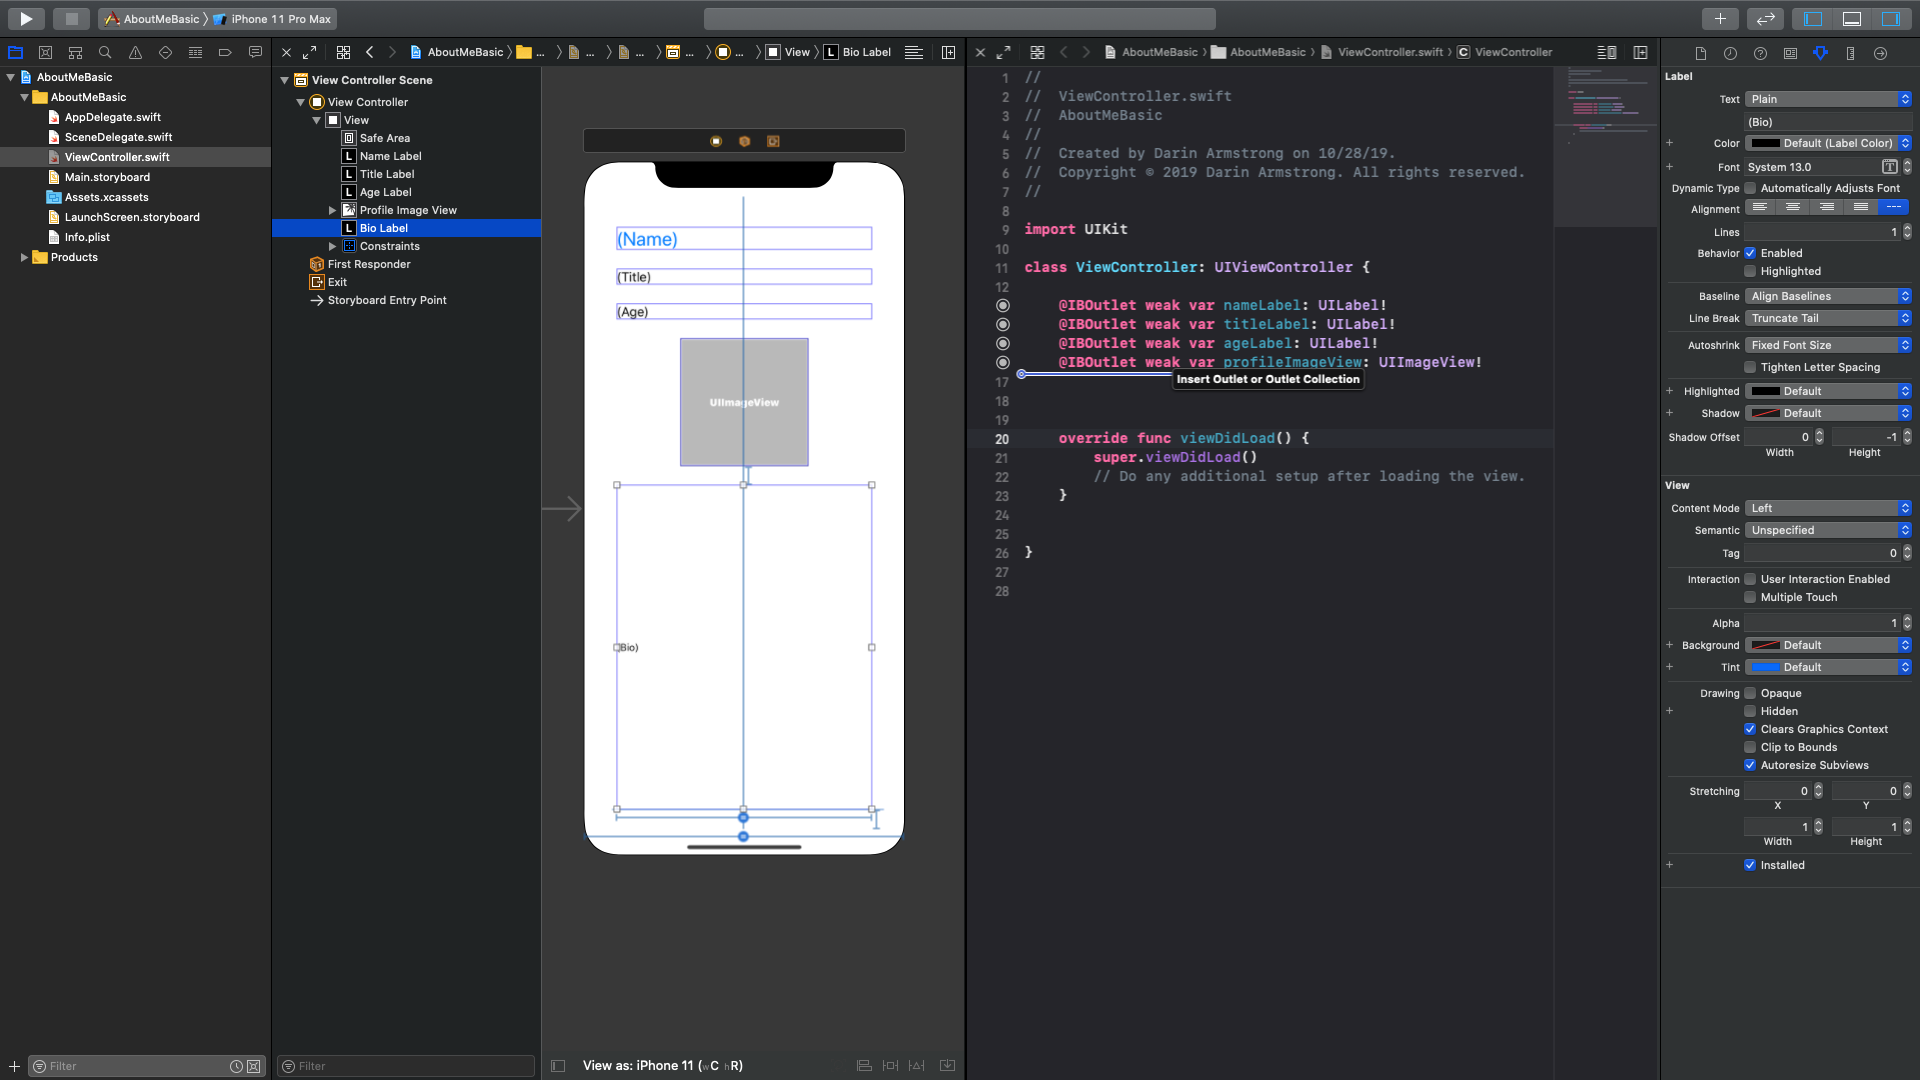 AboutMeBasic iPhone 11 Pro Max
AboutMeBasic
AboutMeBasic
AppDelegate.swift
SceneDelegate.swift
ViewController.swift
Main.storyboard
Assets.xcassets
LaunchScreen.storyboard
Info.plist
Products
Filter
AboutMeBasic ... ... ... ... ... View L Bio Label
View Controller Scene
View Controller
View
Safe Area
L Name Label
L Title Label
L Age Label
Profile Image View
L Bio Label
Constraints
First Responder
Exit
Storyboard Entry Point
Filter
(Name)
(Title)
(Age)
UIImageView
(Bio)
View as: iPhone 11 (wC hR)
AboutMeBasic AboutMeBasic ViewController.swift C ViewController
1 //
2 // ViewController.swift
3 // AboutMeBasic
4 //
5 // Created by Darin Armstrong on 10/28/19.
6 // Copyright © 2019 Darin Armstrong. All rights reserved.
7 //
8
9 import UIKit
10
11 class ViewController: UIViewController {
12
@IBOutlet weak var nameLabel: UILabel!
@IBOutlet weak var titleLabel: UILabel!
@IBOutlet weak var ageLabel: UILabel!
@IBOutlet weak var profileImageView: UIImageView!
17 Insert Outlet or Outlet Collection
18
19
20 override func viewDidLoad() {
21 super.viewDidLoad()
22 // Do any additional setup after loading the view.
23 }
24
25
26 }
27
28
Label
Text Plain
(Bio)
+ Color Default (Label Color)
+ Font System 13.0 T
Dynamic Type Automatically Adjusts Font
Alignment ---
Lines 1
Behavior Enabled
Highlighted
Baseline Align Baselines
Line Break Truncate Tail
Autoshrink Fixed Font Size
Tighten Letter Spacing
+ Highlighted Default
+ Shadow Default
Shadow Offset 0 -1
Width Height
View
Content Mode Left
Semantic Unspecified
Tag 0
Interaction User Interaction Enabled
Multiple Touch
Alpha 1
+ Background Default
+ Tint Default
Drawing Opaque
+ Hidden
Clears Graphics Context
Clip to Bounds
Autoresize Subviews
Stretching 0 0
X Y
1 1
Width Height
+ Installed